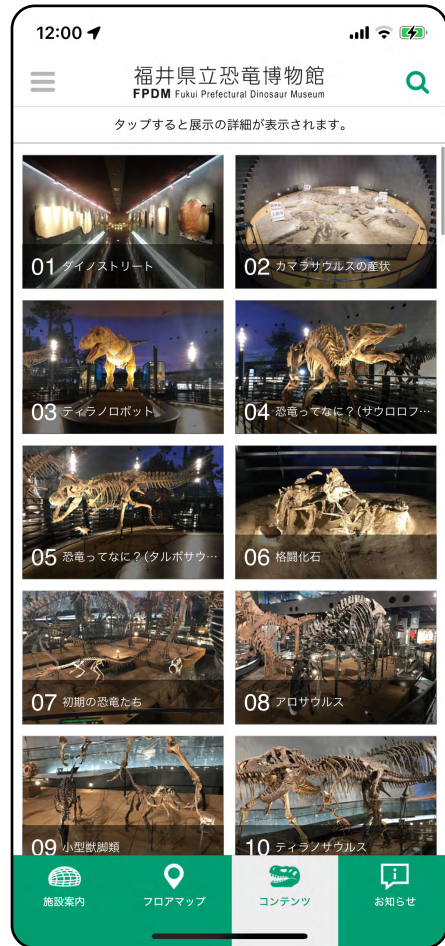 12:00
福井県立恐竜博物館
FPDM Fukui Prefectural Dinosaur Museum
タップすると展示の詳細が表示されます。
01 ダイノストリート
02 カマラサウルスの産状
03 ティラノロボット
04 恐竜ってなに？（サウロロフ…
05 恐竜ってなに？（タルボサウ…
06 格闘化石
07 初期の恐竜たち
08 アロサウルス
09 小型獣脚類
10 ティラノサウルス
施設案内
フロアマップ
コンテンツ
お知らせ